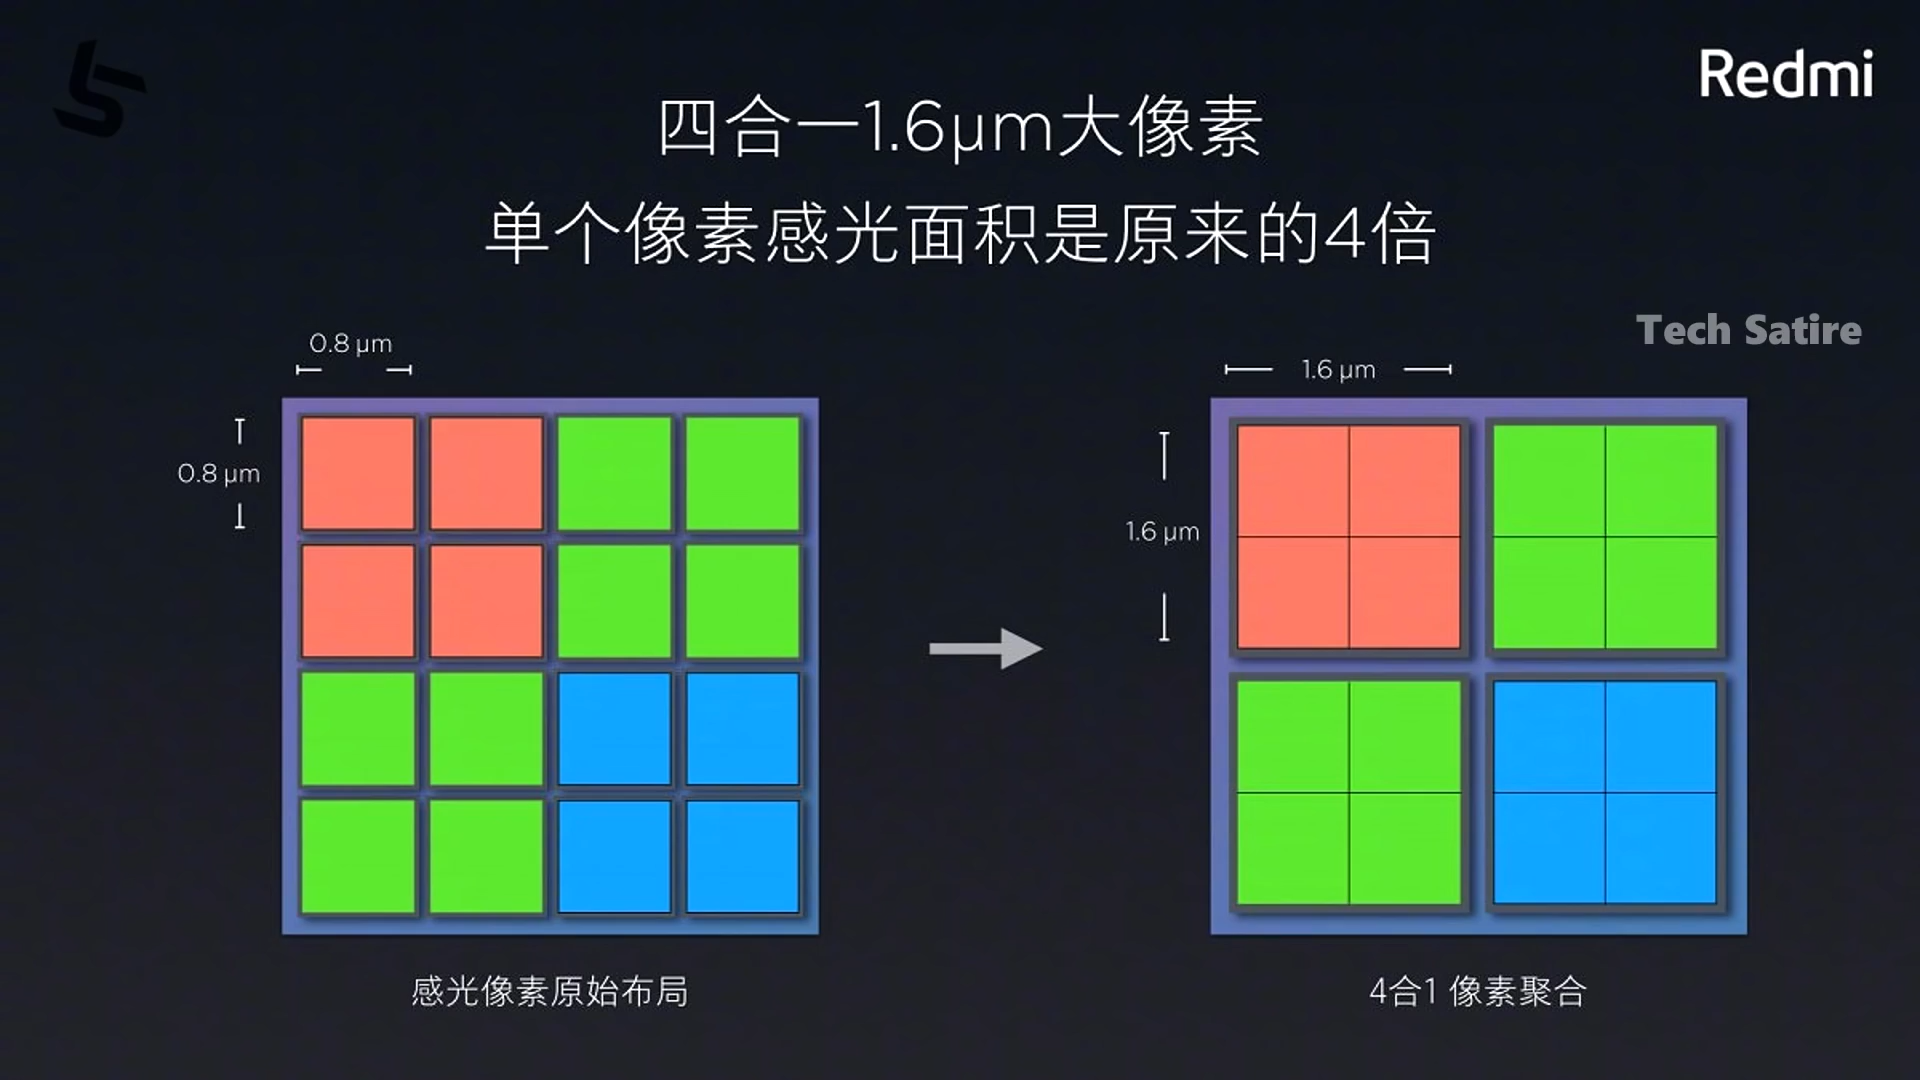 Redmi
四合一1.6μm大像素
单个像素感光面积是原来的4倍
Tech Satire
0.8 μm
0.8 μm
1.6 μm
1.6 μm
感光像素原始布局
4合1 像素聚合